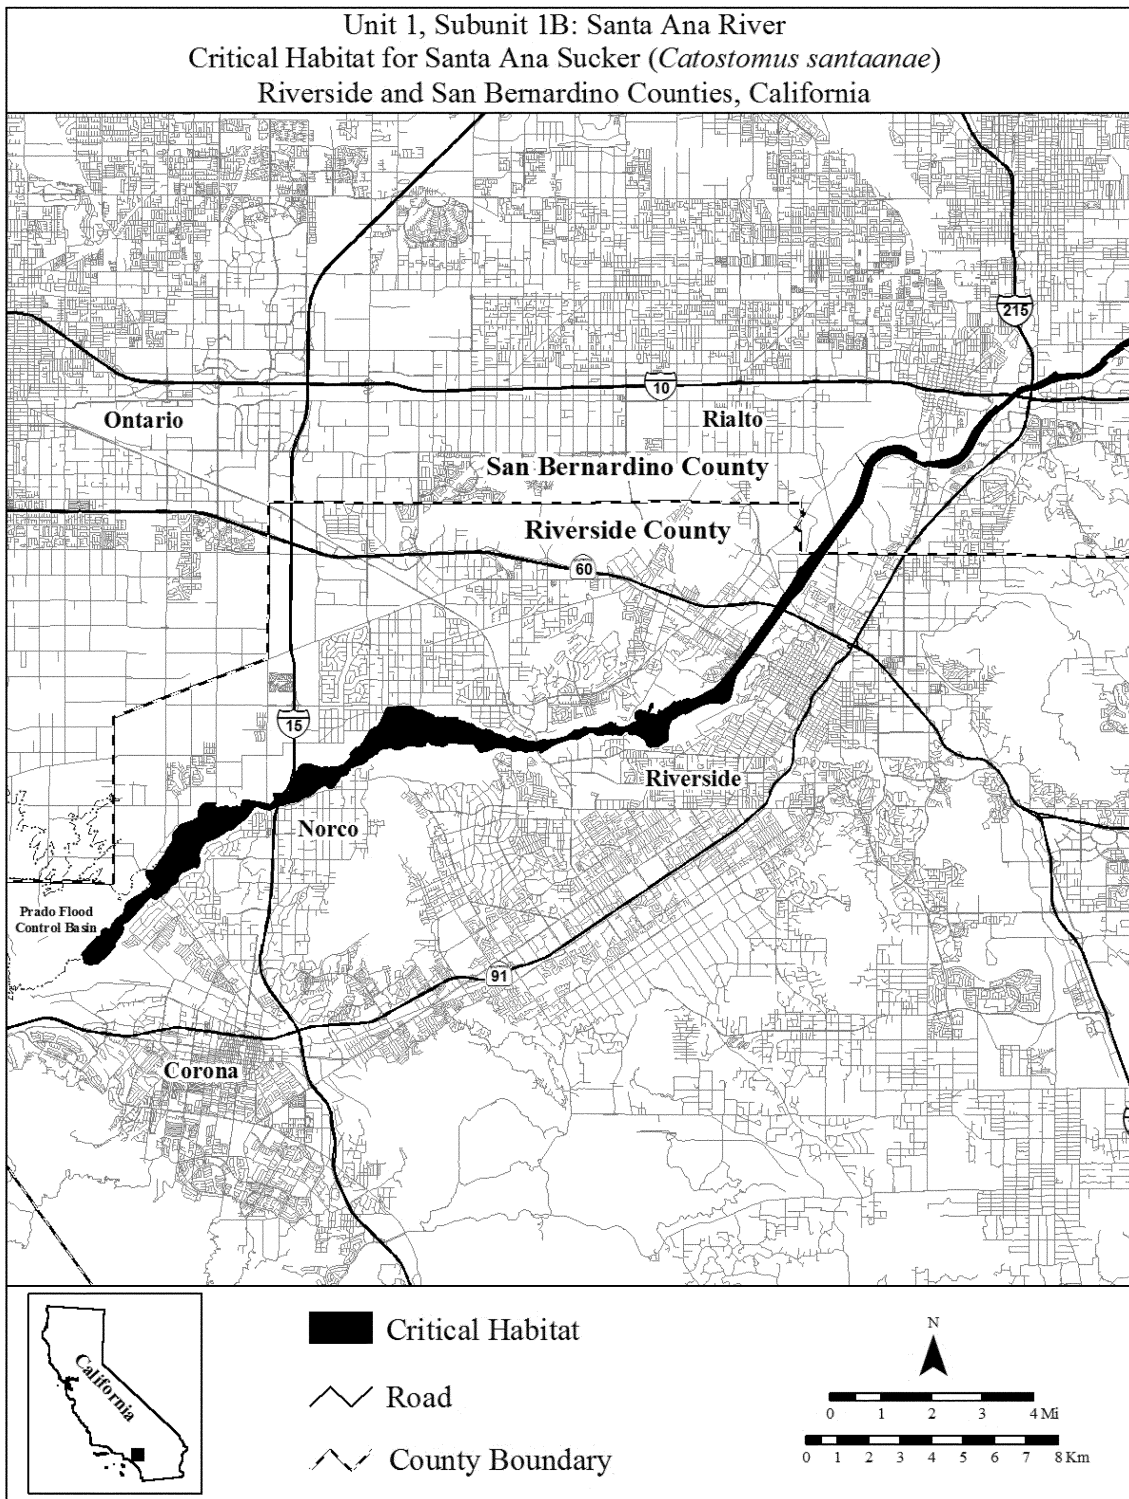 Unit 1, Subunit 1B: Santa Ana River
Critical Habitat for Santa Ana Sucker (Catostomus santaanae)
Riverside and San Bernardino Counties, California
215
10
Ontario
Rialto
San Bernardino County
Riverside County
60
15
Riverside
Norco
Prado Flood
Control Basin
91
Corona
California
Critical Habitat
Road
County Boundary
N
0 1 2 3 4 Mi
0 1 2 3 4 5 6 7 8 Km